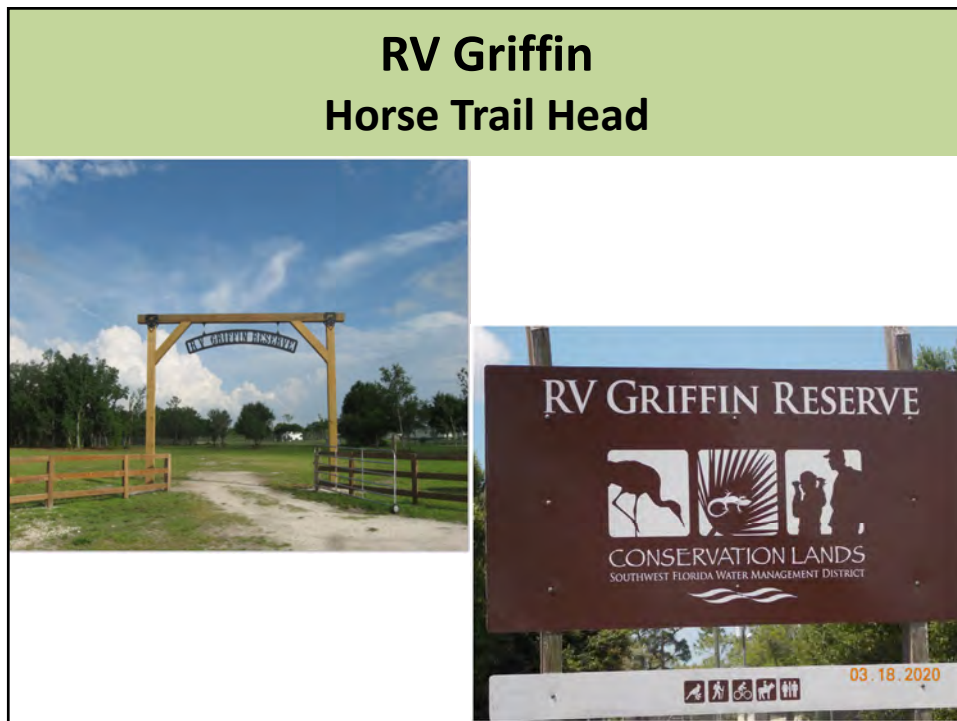 RV Griffin
Horse Trail Head
R V GRIFFIN RESERVE
RV GRIFFIN RESERVE
CONSERVATION LANDS
SOUTHWEST FLORIDA WATER MANAGEMENT DISTRICT
03.18.2020